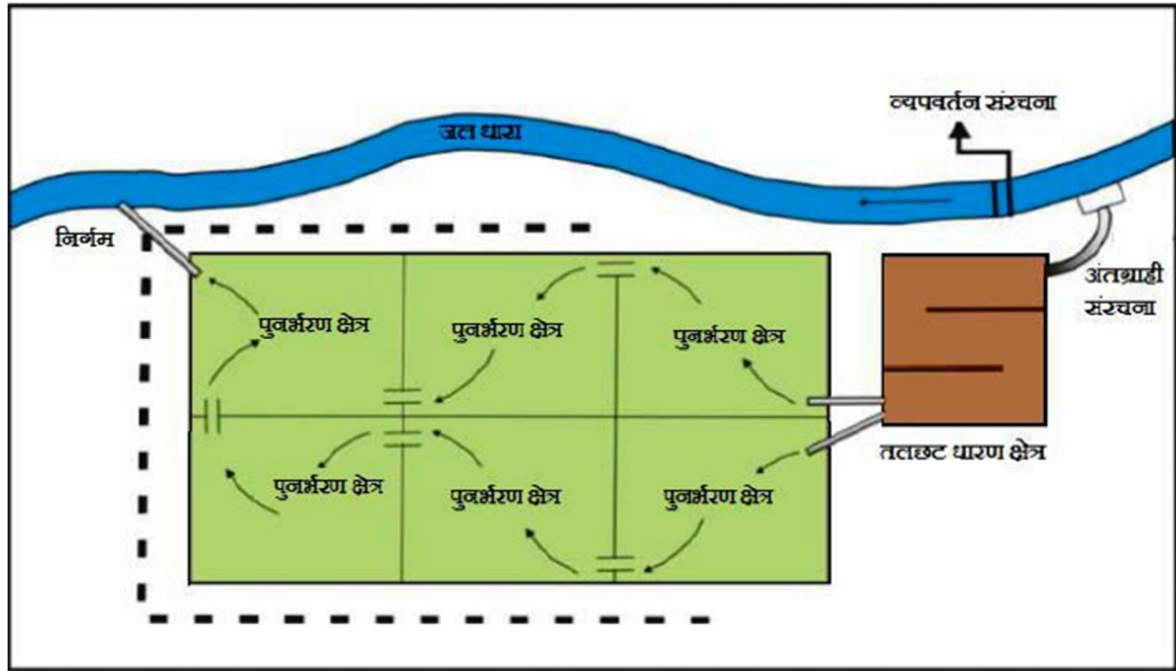 व्यपवर्तन संरचना
जल धारा
निर्गम
अंतग्राही
संरचना
पुनर्भरण क्षेत्र
पुनर्भरण क्षेत्र
पुनर्भरण क्षेत्र
तलछट धारण क्षेत्र
पुनर्भरण क्षेत्र
पुनर्भरण क्षेत्र
पुनर्भरण क्षेत्र